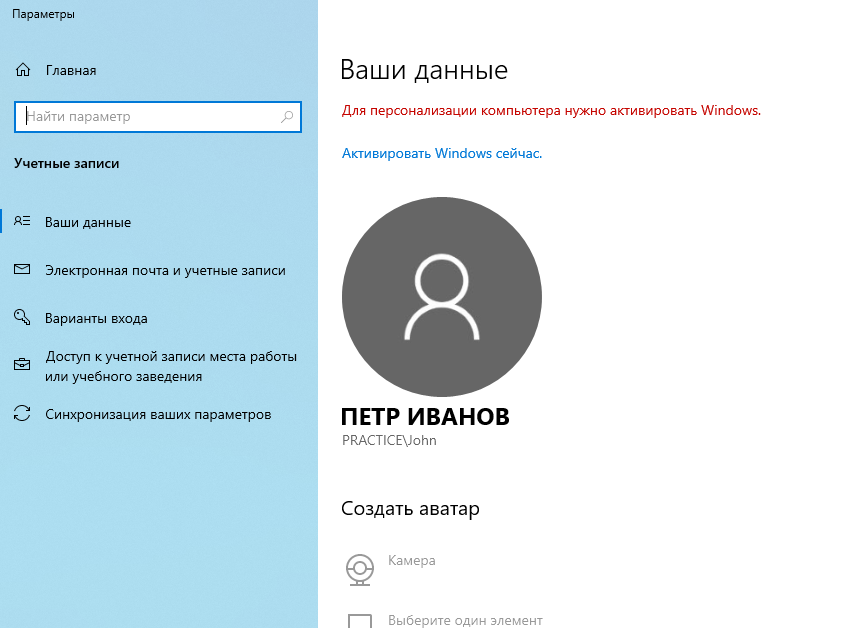 Параметры
Главная
Найти параметр
Учетные записи
Ваши данные
Электронная почта и учетные записи
Варианты входа
Доступ к учетной записи места работы
или учебного заведения
Синхронизация ваших параметров
Ваши данные
Для персонализации компьютера нужно активировать Windows.
Активировать Windows сейчас.
ПЕТР ИВАНОВ
PRACTICE\John
Создать аватар
Камера
Выберите один элемент